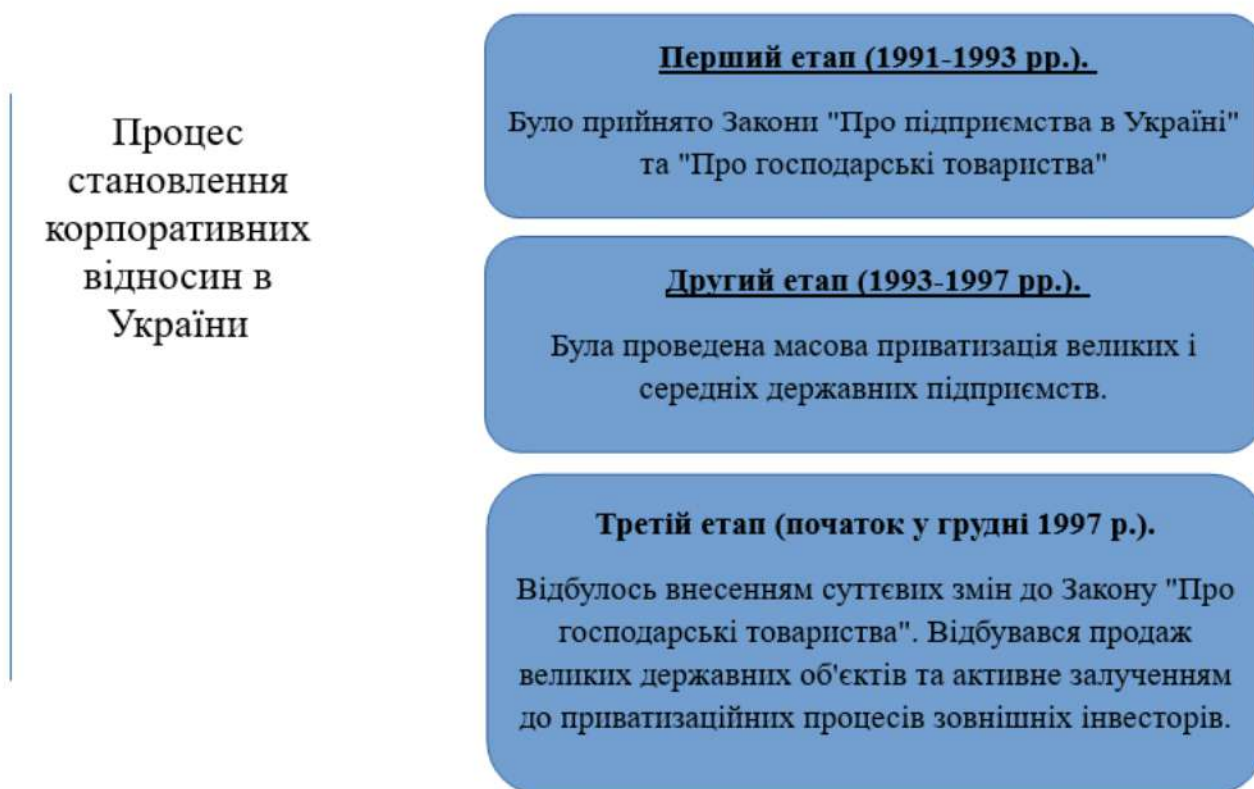 Процес
становлення
корпоративних
відносин в
України
Перший етап (1991-1993 рр.).
Було прийнято Закони "Про підприємства в Україні"
та "Про господарські товариства"
Другий етап (1993-1997 рр.).
Була проведена масова приватизація великих і
середніх державних підприємств.
Третій етап (початок у грудні 1997 р.).
Відбулось внесенням суттєвих змін до Закону "Про
господарські товариства". Відбувався продаж
великих державних об'єктів та активне залученням
до приватизаційних процесів зовнішніх інвесторів.